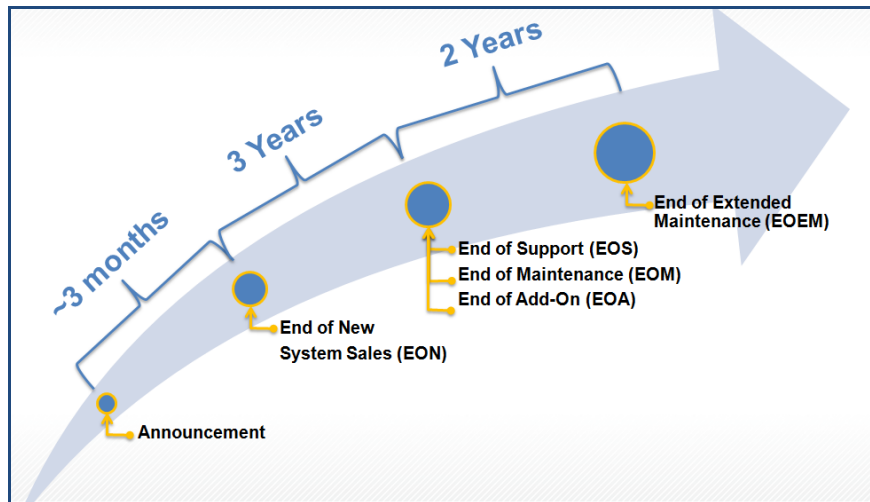 2 Years
3 Years
~3 months
End of Extended
Maintenance (EOEM)
End of Support (EOS)
End of Maintenance (EOM)
End of Add-On (EOA)
End of New
System Sales (EON)
Announcement